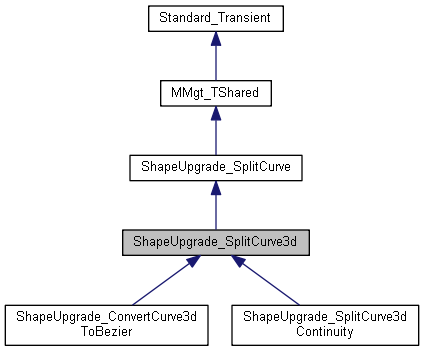 Standard_Transient
MMgt_TShared
ShapeUpgrade_SplitCurve
ShapeUpgrade_SplitCurve3d
ShapeUpgrade_ConvertCurve3d
ToBezier
ShapeUpgrade_SplitCurve3d
Continuity